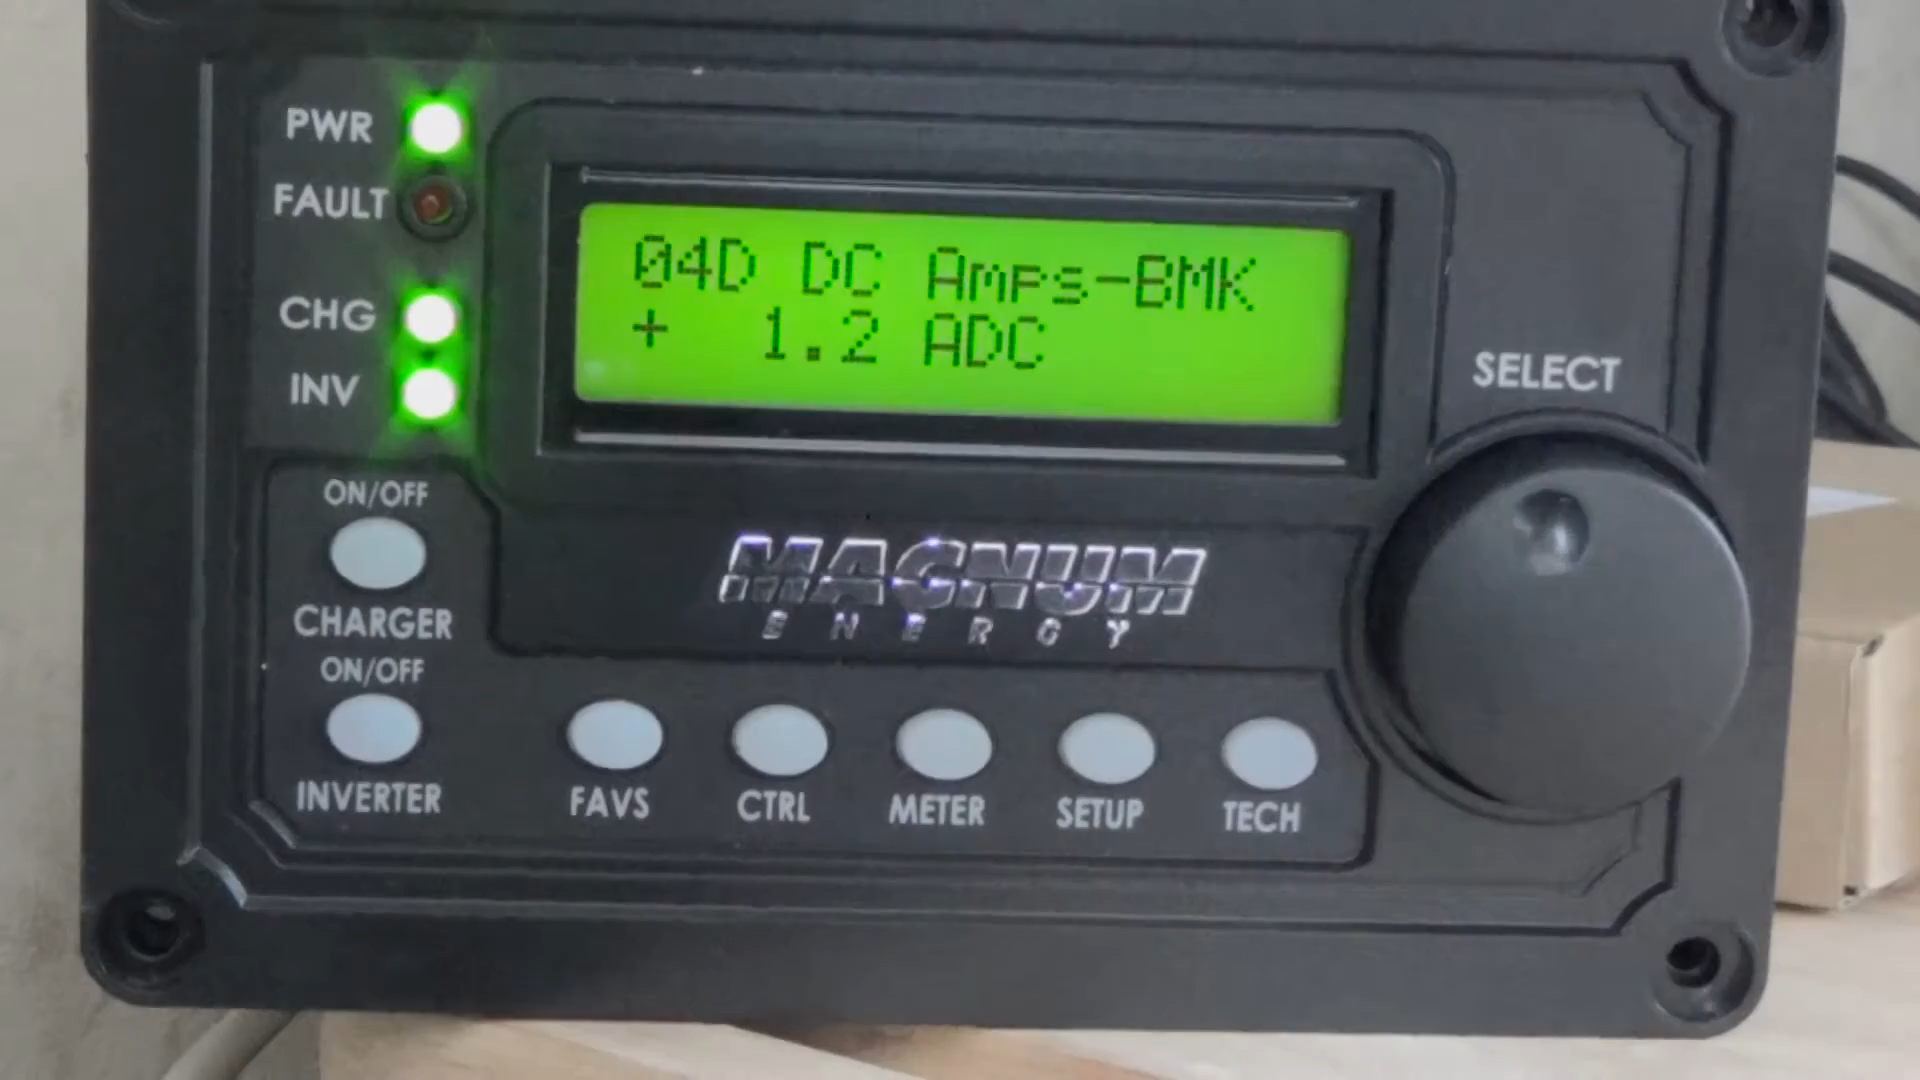 PWR
FAULT
CHG
INV
04D DC Amps-BMK
+ 1.2 ADC
SELECT
ON/OFF
CHARGER
ON/OFF
INVERTER
MAGNUM
ENERGY
FAVS
CTRL
METER
SETUP
TECH